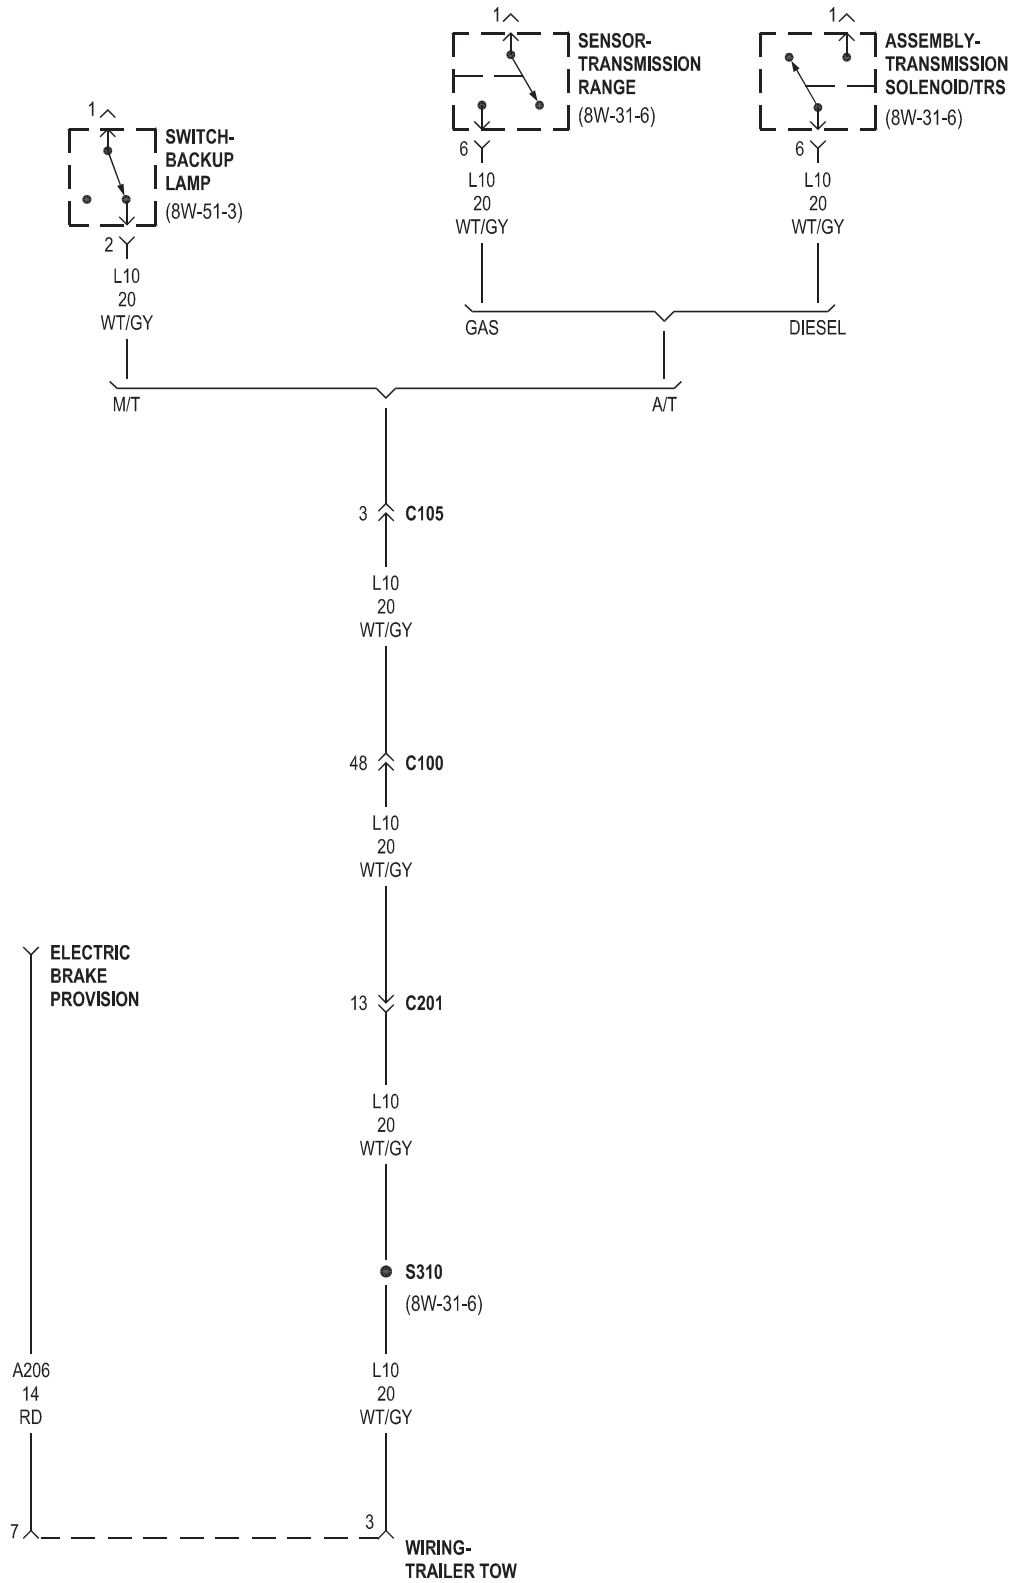 1
SENSOR-
TRANSMISSION
RANGE
(8W-31-6)
1
ASSEMBLY-
TRANSMISSION
SOLENOID/TRS
(8W-31-6)
1
SWITCH-
BACKUP
LAMP
(8W-51-3)
6
L10
20
WT/GY
6
L10
20
WT/GY
2
L10
20
WT/GY
GAS
DIESEL
M/T
A/T
3
C105
L10
20
WT/GY
48
C100
L10
20
WT/GY
ELECTRIC
BRAKE
PROVISION
13
C201
L10
20
WT/GY
S310
(8W-31-6)
A206
14
RD
L10
20
WT/GY
7
3
WIRING-
TRAILER TOW